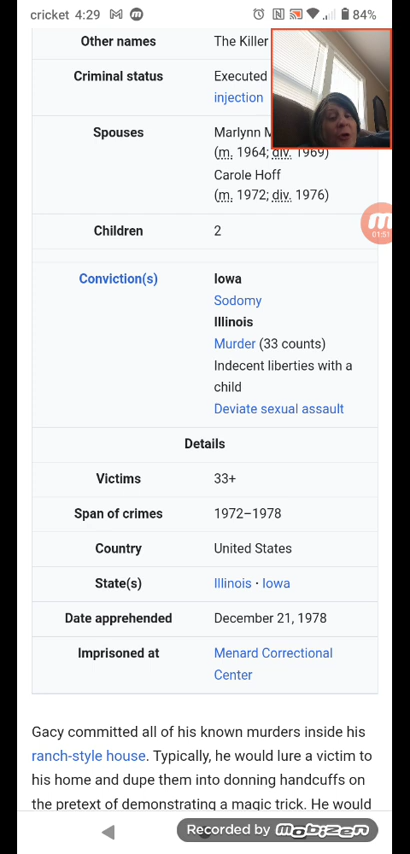 cricket 4:29 84%
Other names The Killer
Criminal status Executed
injection
Spouses Marlynn
(m. 1964; div. 1969)
Carole Hoff
(m. 1972; div. 1976)
01:51
Children 2
Conviction(s) Iowa
Sodomy
Illinois
Murder (33 counts)
Indecent liberties with a
child
Deviate sexual assault
Details
Victims 33+
Span of crimes 1972–1978
Country United States
State(s) Illinois · Iowa
Date apprehended December 21, 1978
Imprisoned at Menard Correctional
Center
Gacy committed all of his known murders inside his
ranch-style house. Typically, he would lure a victim to
his home and dupe them into donning handcuffs on
the pretext of demonstrating a magic trick. He would
Recorded by mobizen